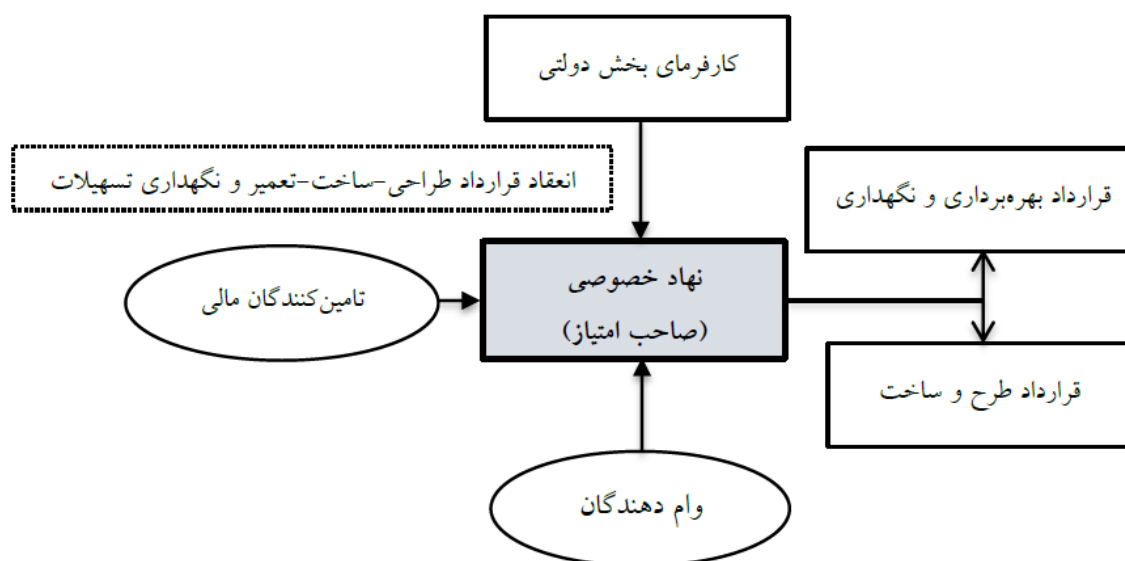 کارفرمای بخش دولتی
انعقاد قرارداد طراحی-ساخت-تعمیر و نگهداری تسهیلات
قرارداد بهره‌برداری و نگهداری
نهاد خصوصی
(صاحب امتیاز)
تامین‌کنندگان مالی
قرارداد طرح و ساخت
وام دهندگان